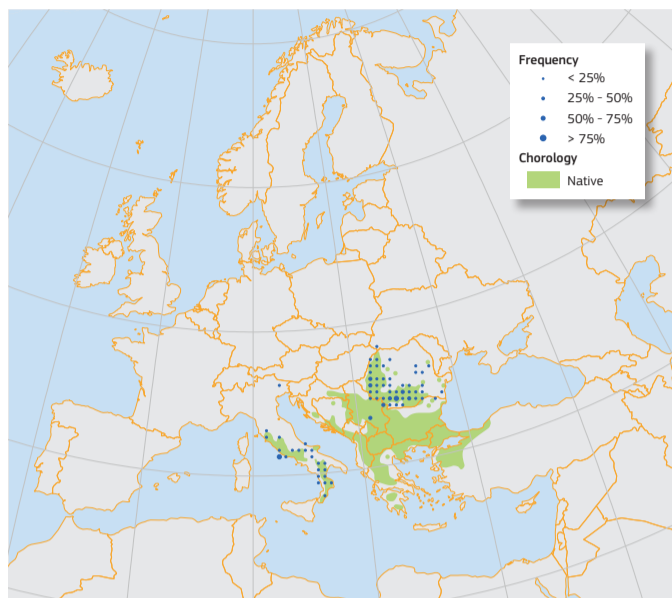 Frequency
< 25%
25% - 50%
50% - 75%
> 75%
Chorology
Native